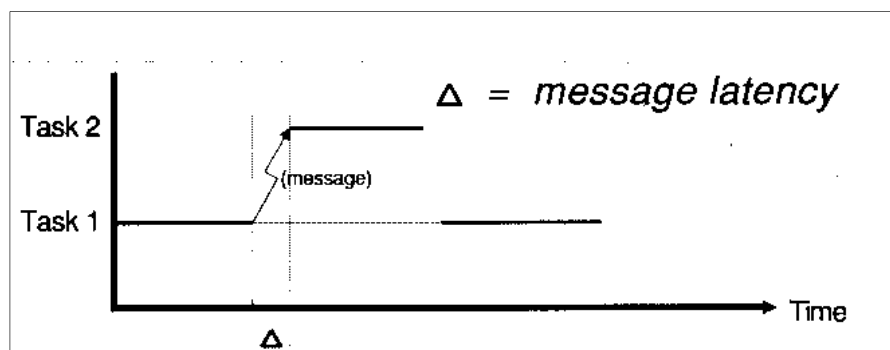 Δ = message latency
Task 2
(message)
Task 1
Time
Δ